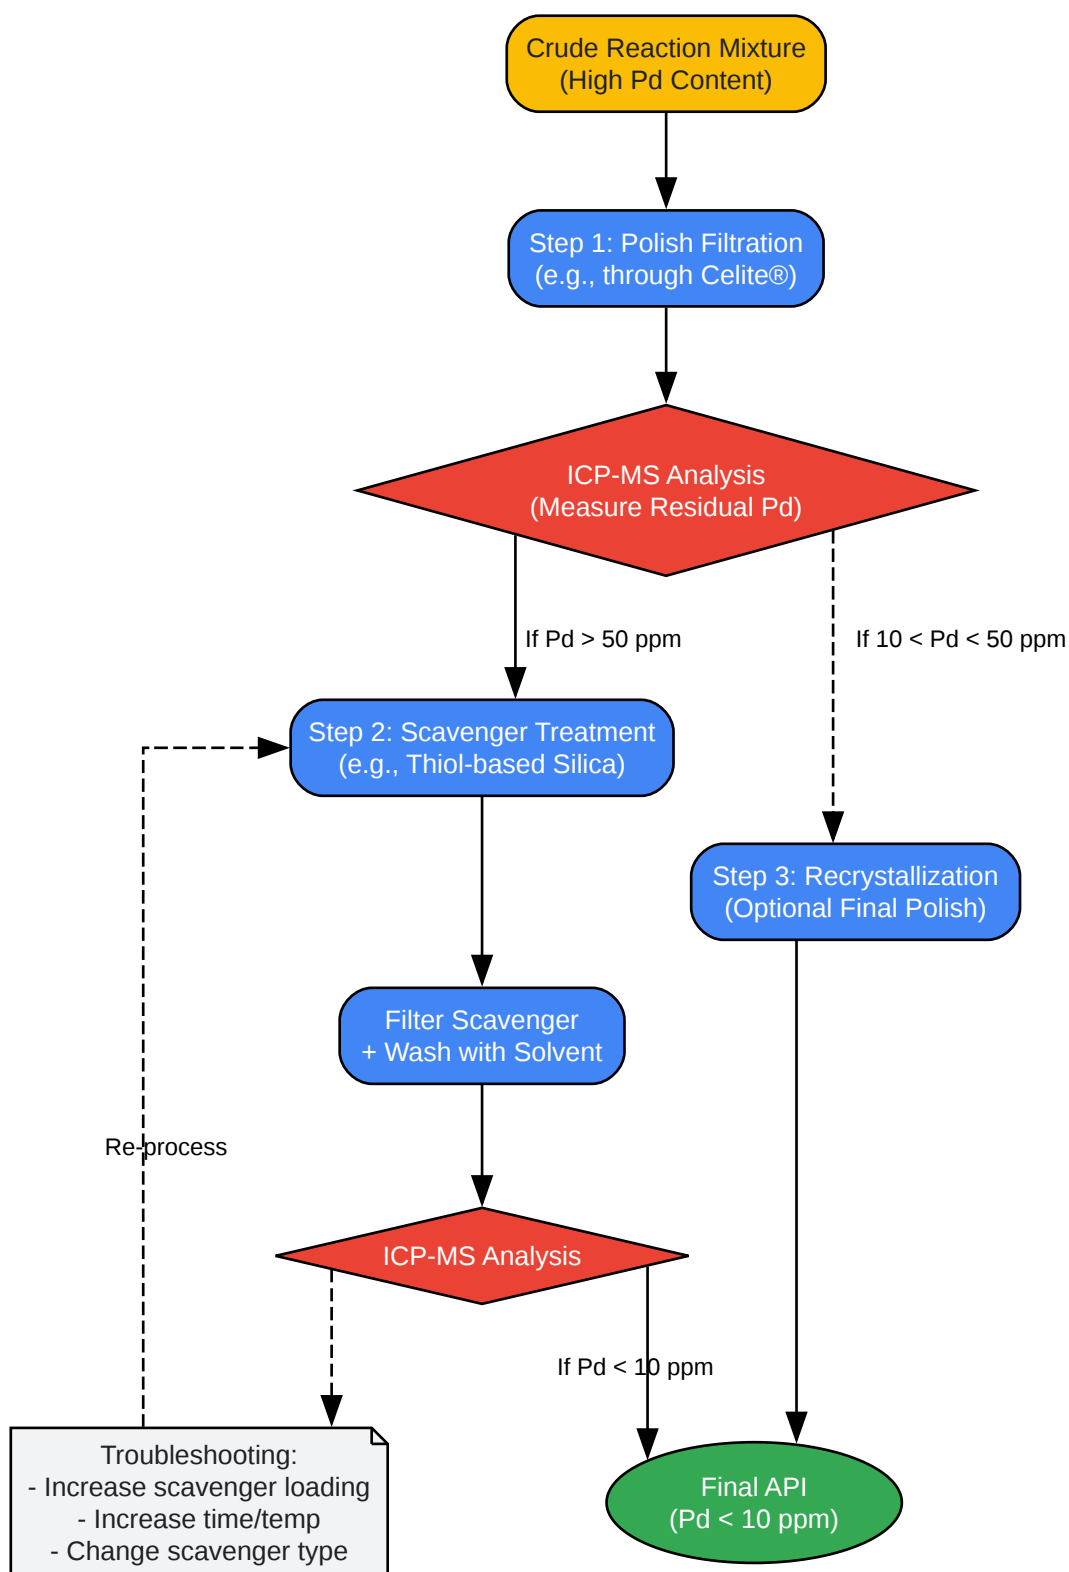 Crude Reaction Mixture
(High Pd Content)
Step 1: Polish Filtration
(e.g., through Celite®)
ICP-MS Analysis
(Measure Residual Pd)
If Pd > 50 ppm
If 10 < Pd < 50 ppm
Step 2: Scavenger Treatment
(e.g., Thiol-based Silica)
Step 3: Recrystallization
(Optional Final Polish)
Filter Scavenger
+ Wash with Solvent
Re-process
ICP-MS Analysis
If Pd < 10 ppm
Troubleshooting:
- Increase scavenger loading
- Increase time/temp
- Change scavenger type
Final API
(Pd < 10 ppm)